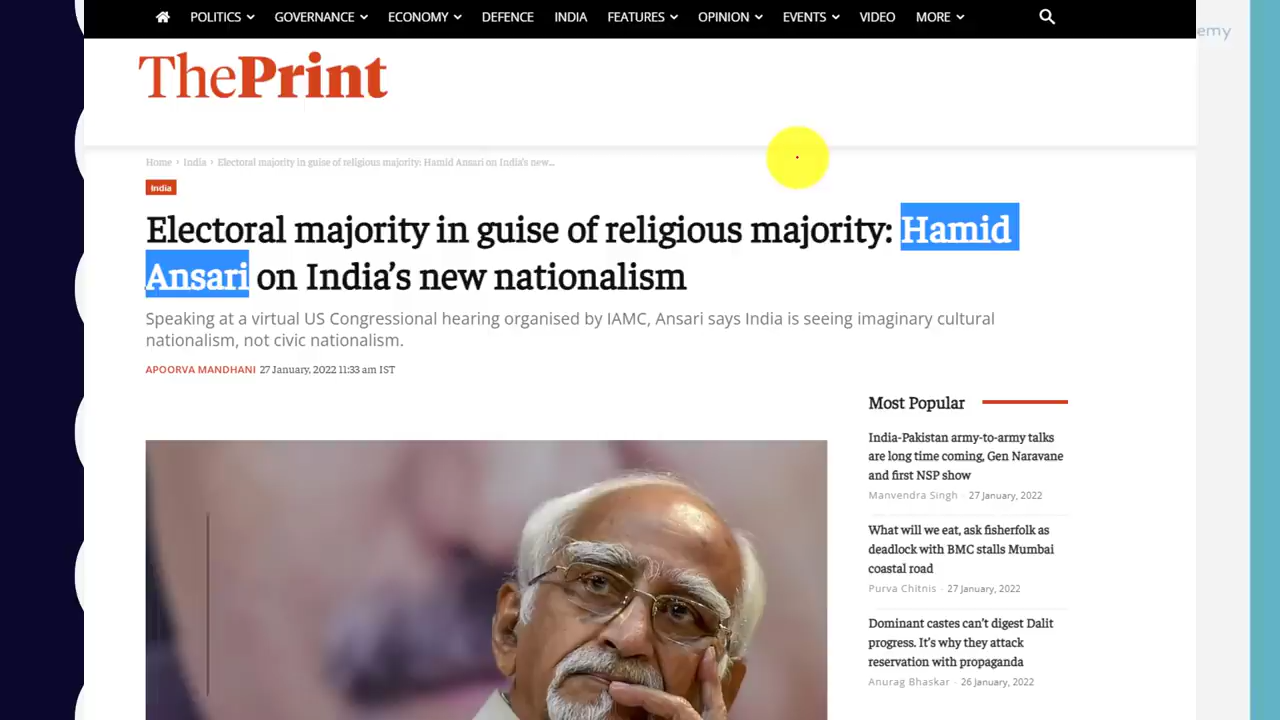 POLITICS GOVERNANCE ECONOMY DEFENCE INDIA FEATURES OPINION EVENTS VIDEO MORE
emy
ThePrint
Home › India › Electoral majority in guise of religious majority: Hamid Ansari on India's new...
India
Electoral majority in guise of religious majority: Hamid
Ansari on India's new nationalism
Speaking at a virtual US Congressional hearing organised by IAMC, Ansari says India is seeing imaginary cultural
nationalism, not civic nationalism.
APOORVA MANDHANI 27 January, 2022 11:33 am IST
Most Popular
India-Pakistan army-to-army talks
are long time coming, Gen Naravane
and first NSP show
Manvendra Singh - 27 January, 2022
What will we eat, ask fisherfolk as
deadlock with BMC stalls Mumbai
coastal road
Purva Chitnis - 27 January, 2022
Dominant castes can't digest Dalit
progress. It's why they attack
reservation with propaganda
Anurag Bhaskar - 26 January, 2022